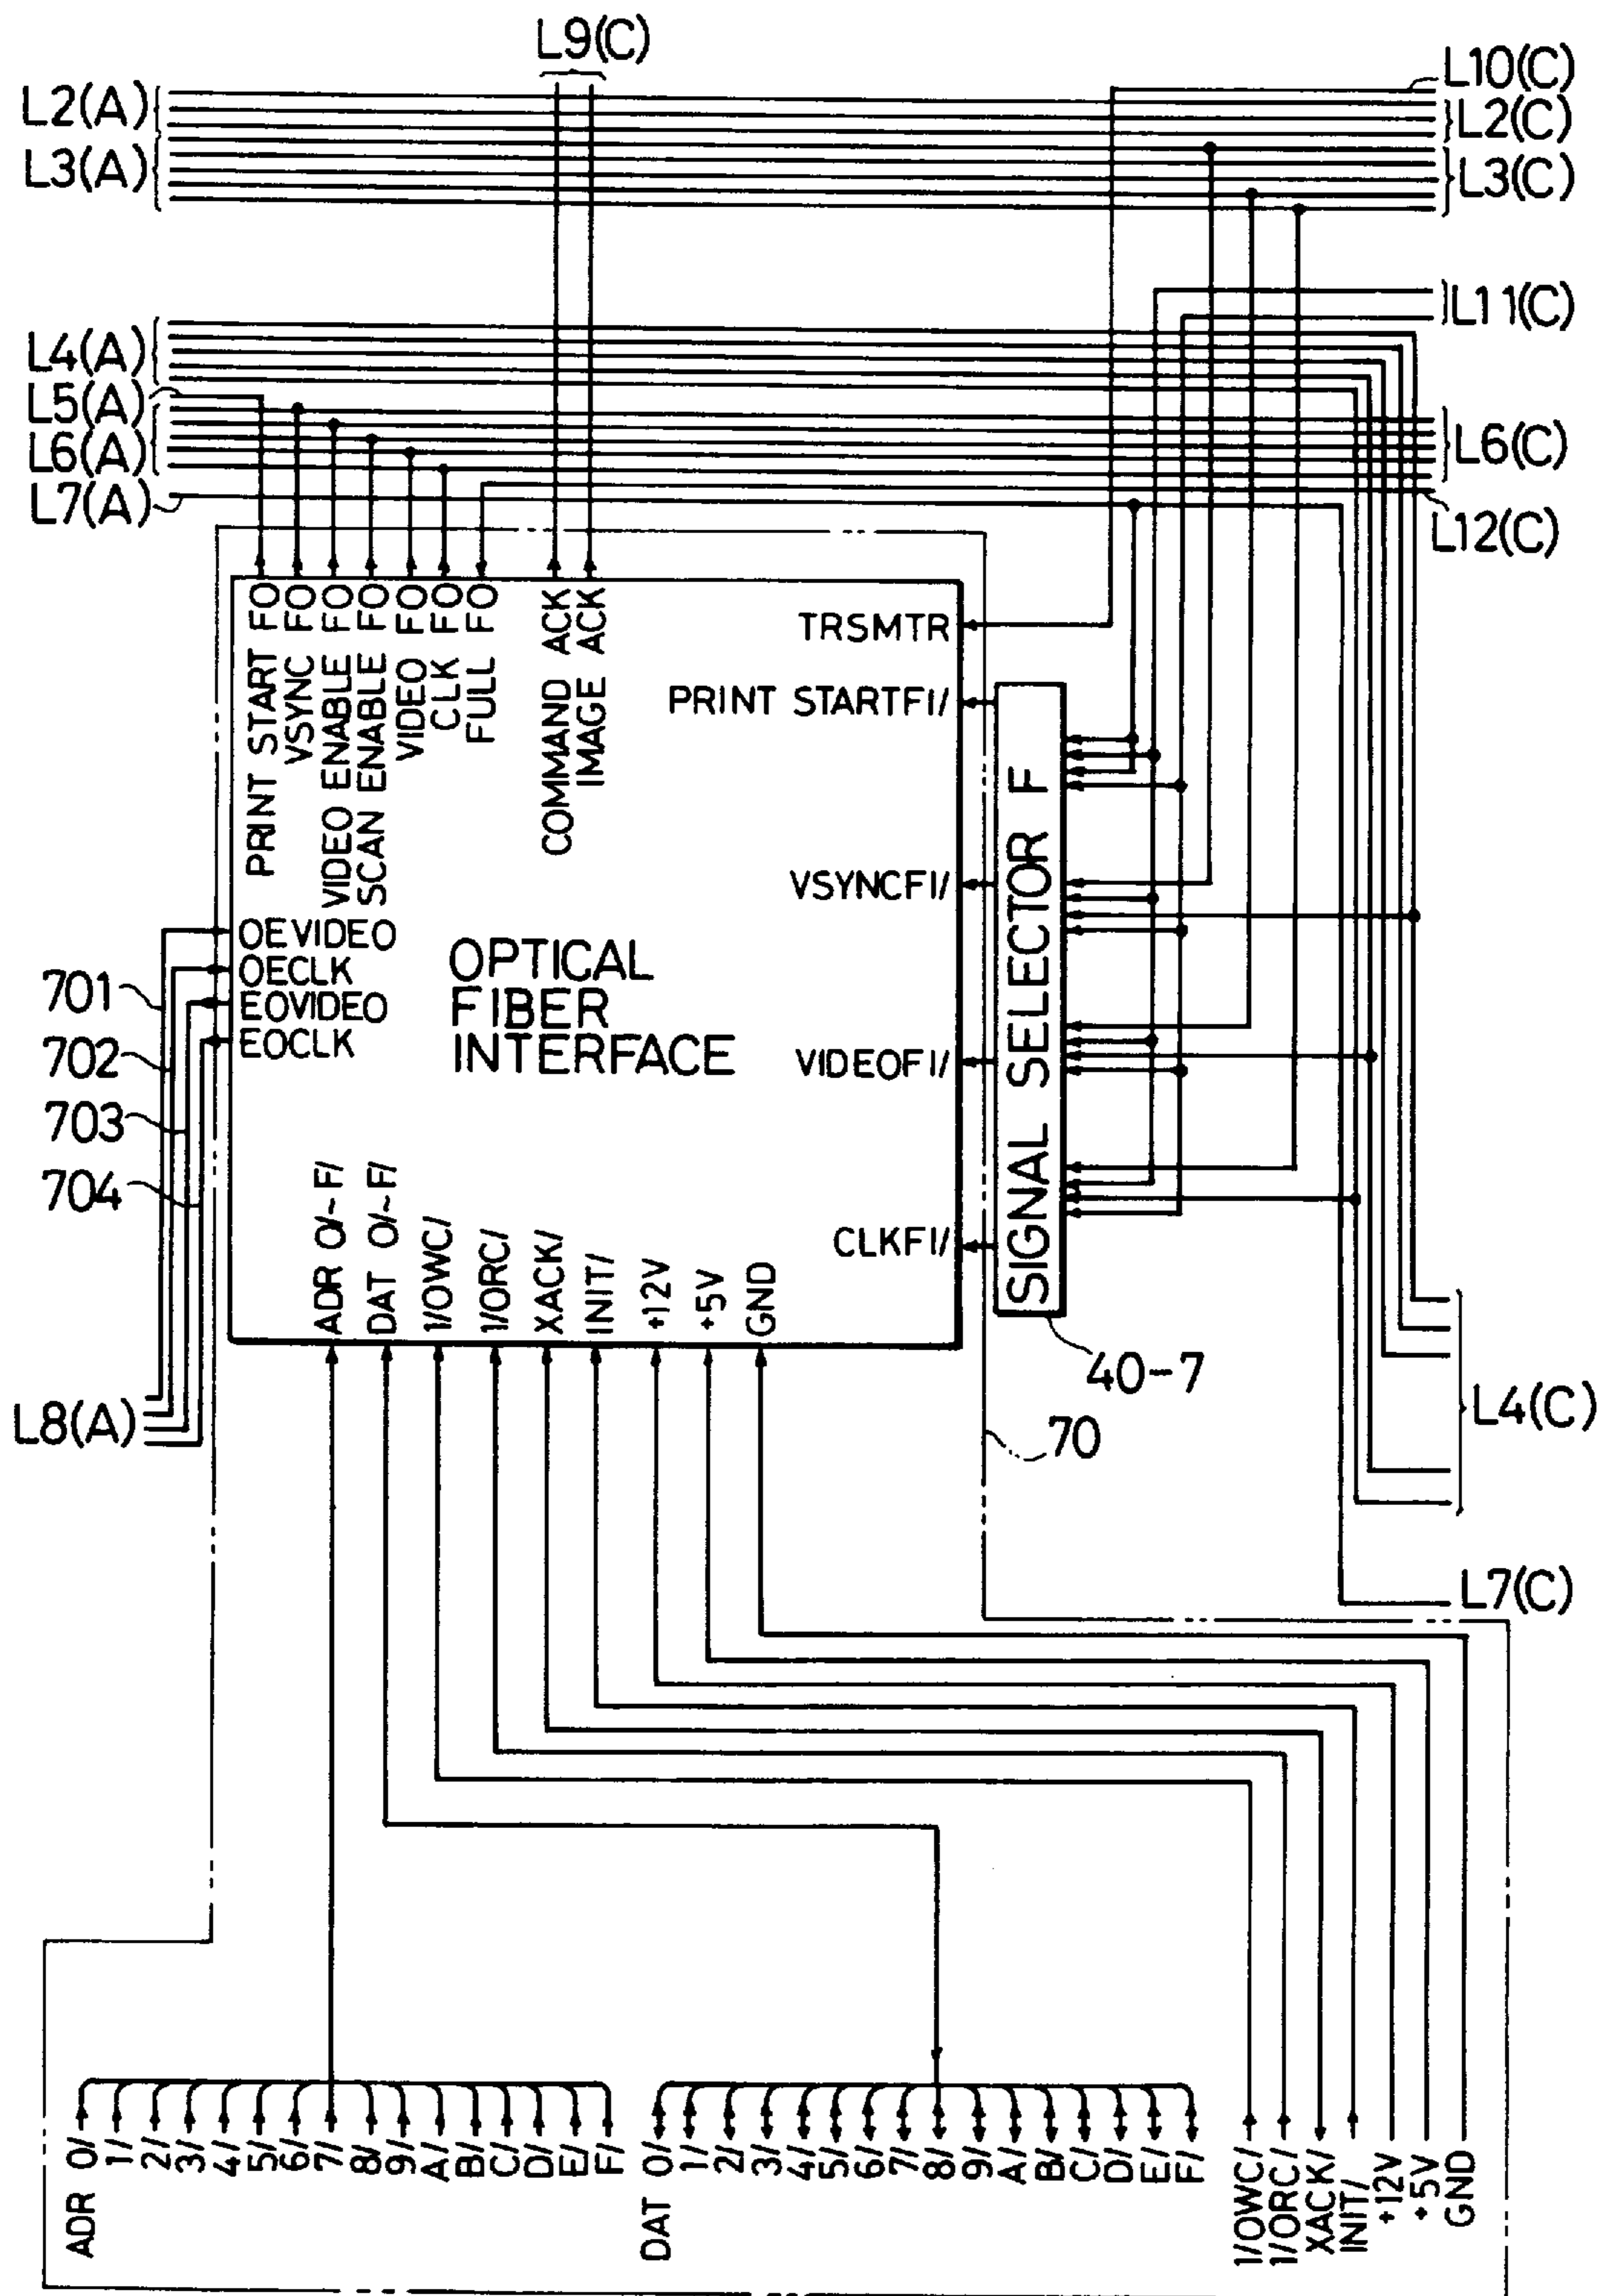 L9(C)
L10(C)
L2(A)
L2(C)
L3(A)
L3(C)
L11(C)
L4(A)
L5(A)
L6(A)
L6(C)
L7(A)
L12(C)
PRINT START FO
VSYNC FO
VIDEO ENABLE FO
SCAN ENABLE FO
VIDEO FO
CLK FO
FULL FO
COMMAND ACK
IMAGE ACK
TRSMTR
PRINT STARTFI/
VSYNCFI/
VIDEOFI/
CLKFI/
SIGNAL SELECTOR F
OEVIDEO
OECLK
EOVIDEO
EOCLK
OPTICAL
FIBER
INTERFACE
701
702
703
704
ADR 0/~F/
DAT 0/~F/
1/OWC/
1/ORC/
XACK/
INIT/
+12V
+5V
GND
40-7
L8(A)
70
L4(C)
L7(C)
ADR 0/
1/
2/
3/
4/
5/
6/
7/
8/
9/
A/
B/
C/
D/
E/
F/
DAT 0/
1/
2/
3/
4/
5/
6/
7/
8/
9/
A/
B/
C/
D/
E/
F/
1/OWC/
1/ORC/
XACK/
INIT/
+12V
+5V
GND